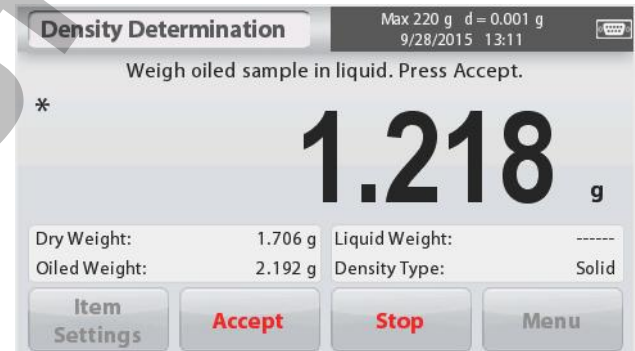 Density Determination
Max 220 g d = 0.001 g
9/28/2015 13:11
Weigh oiled sample in liquid. Press Accept.
*
1.218 g
Dry Weight: 1.706 g Liquid Weight: ------
Oiled Weight: 2.192 g Density Type: Solid
Item Settings Accept Stop Menu